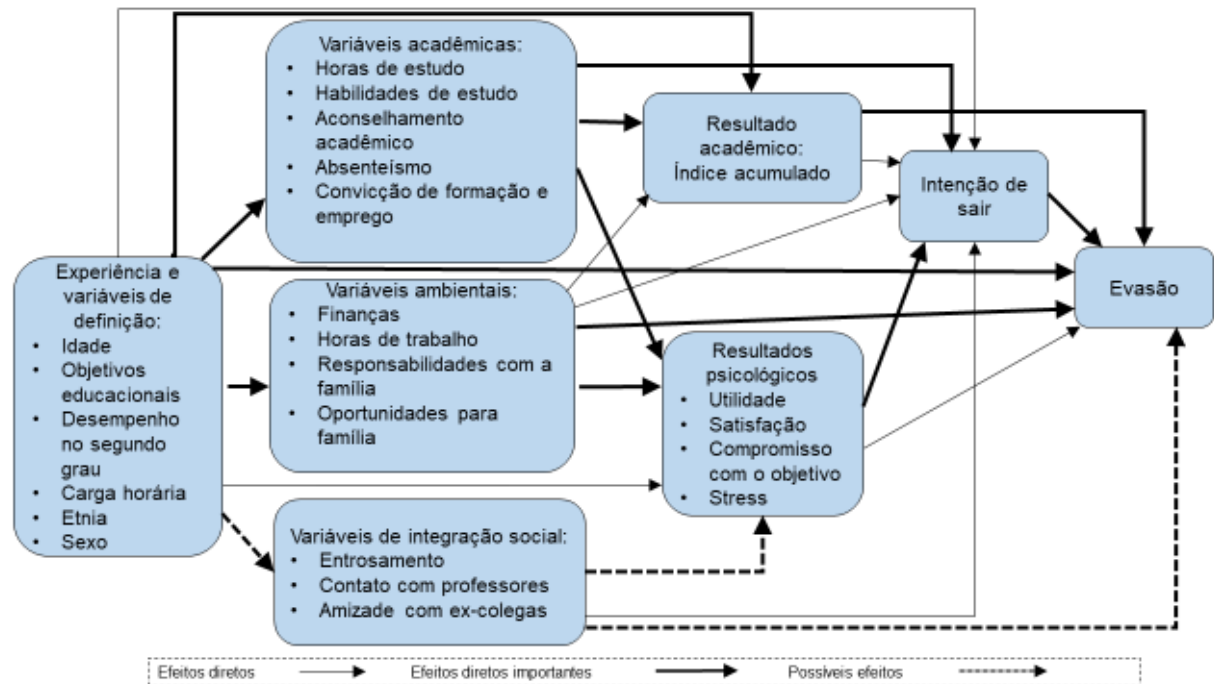 Variáveis acadêmicas:
• Horas de estudo
• Habilidades de estudo
• Aconselhamento
acadêmico
• Absenteísmo
• Convicção de formação e
emprego
Resultado
acadêmico:
Índice acumulado
Intenção de
sair
Evasão
Experiência e
variáveis de
definição:
• Idade
• Objetivos
educacionais
• Desempenho
no segundo
grau
• Carga horária
• Etnia
• Sexo
Variáveis ambientais:
• Finanças
• Horas de trabalho
• Responsabilidades com a
família
• Oportunidades para
família
Resultados
psicológicos
• Utilidade
• Satisfação
• Compromisso
com o objetivo
• Stress
Variáveis de integração social:
• Entrosamento
• Contato com professores
• Amizade com ex-colegas
Efeitos diretos Efeitos diretos importantes Possíveis efeitos